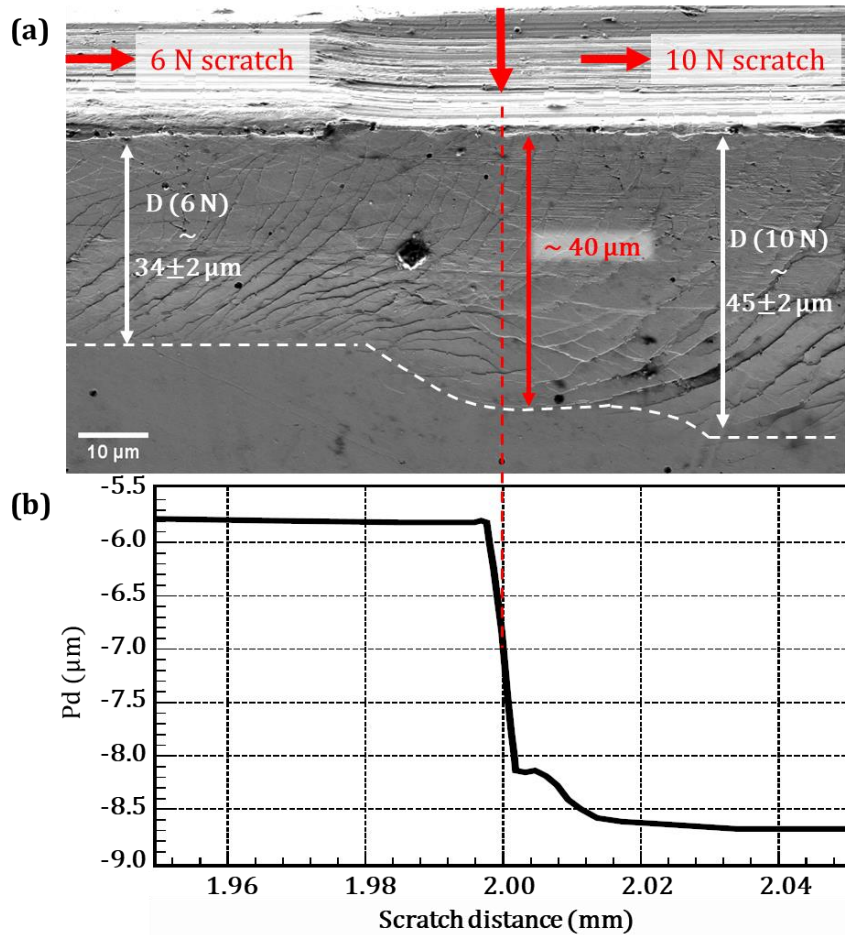 (a)
6 N scratch
10 N scratch
D (6 N)
~
34±2 μm
~ 40 μm
D (10 N)
~
45±2 μm
10 μm
(b)
-5.5
-6.0
-6.5
-7.0
-7.5
-8.0
-8.5
-9.0
Pd (μm)
1.96
1.98
2.00
2.02
2.04
Scratch distance (mm)